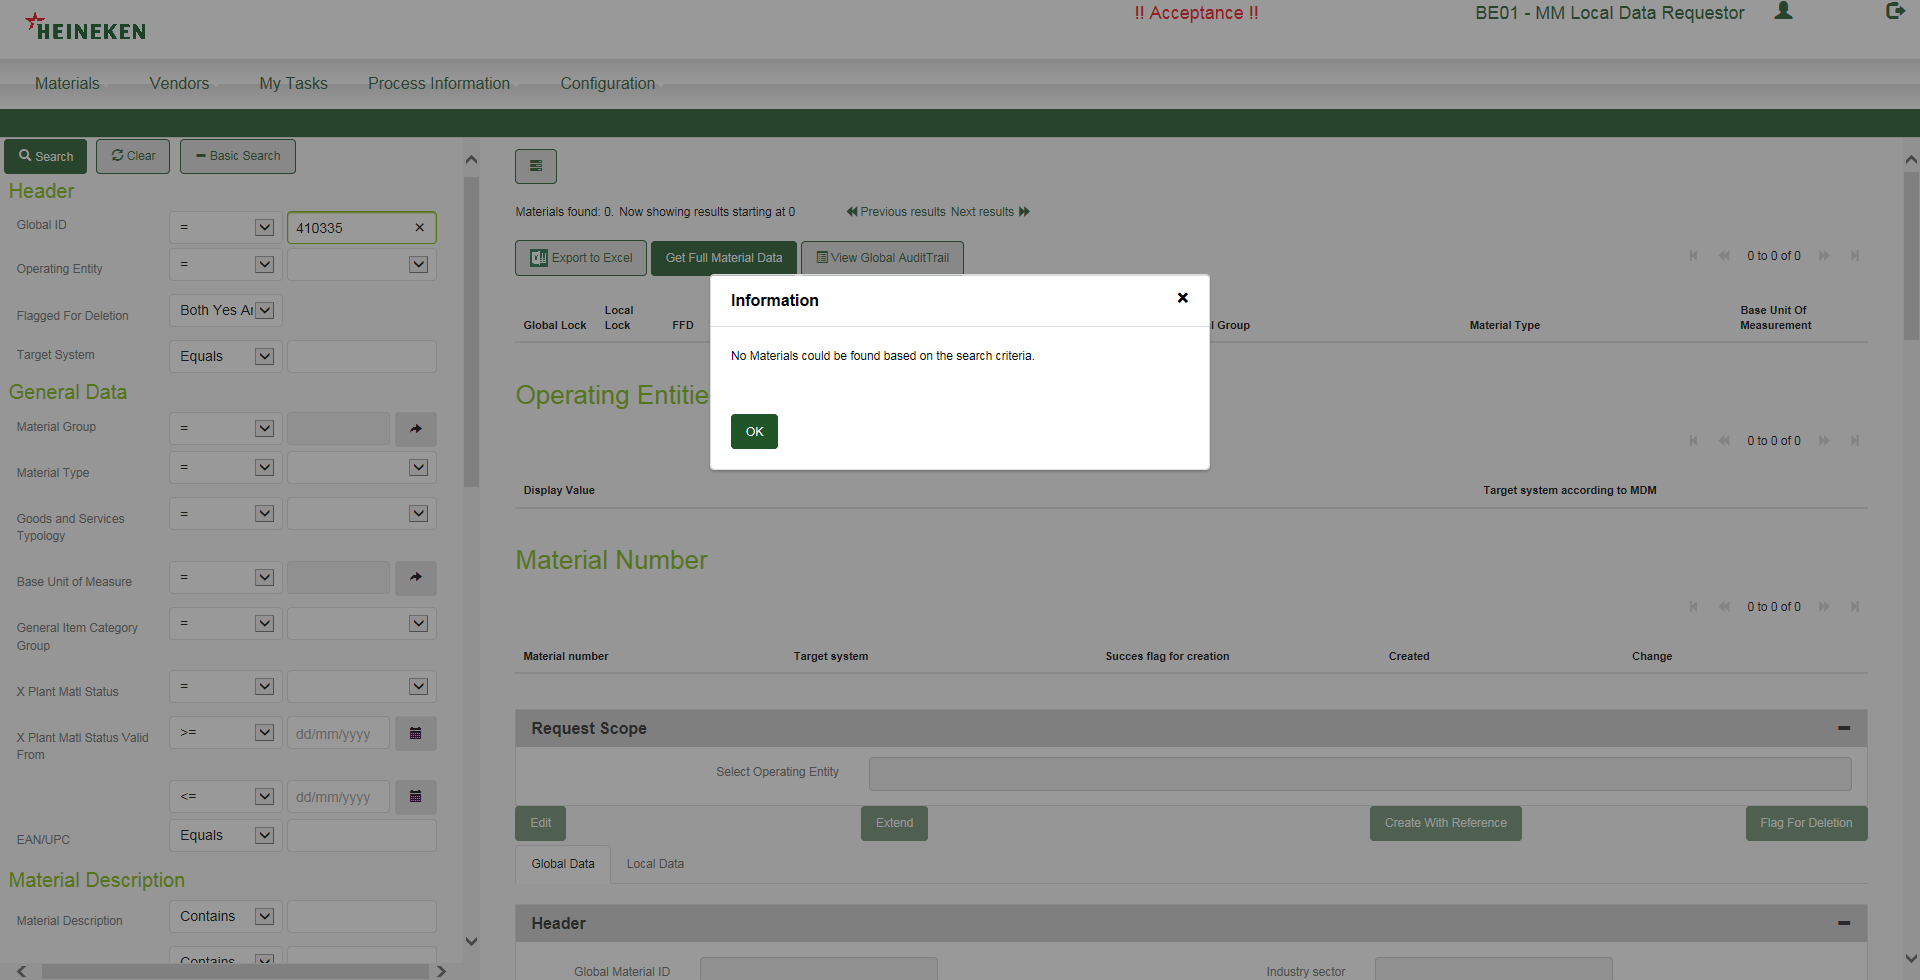 HEINEKEN
!! Acceptance !!
BE01 - MM Local Data Requestor
Materials
Vendors
My Tasks
Process Information
Configuration
Search
Clear
Basic Search
Header
Global ID
=
410335
Operating Entity
=
Flagged For Deletion
Both Yes Ar
Target System
Equals
General Data
Material Group
=
Material Type
=
Goods and Services
Typology
=
Base Unit of Measure
=
General Item Category
Group
=
X Plant Matl Status
=
X Plant Matl Status Valid
From
>=
dd/mm/yyyy
<=
dd/mm/yyyy
EAN/UPC
Equals
Material Description
Material Description
Contains
Contains
Materials found: 0. Now showing results starting at 0
Previous results
Next results
Export to Excel
Get Full Material Data
View Global AuditTrail
0 to 0 of 0
Global Lock
Local
Lock
FFD
l Group
Material Type
Base Unit Of
Measurement
Information
No Materials could be found based on the search criteria.
OK
Operating Entitie
0 to 0 of 0
Display Value
Target system according to MDM
Material Number
0 to 0 of 0
Material number
Target system
Succes flag for creation
Created
Change
Request Scope
Select Operating Entity
Edit
Extend
Create With Reference
Flag For Deletion
Global Data
Local Data
Header
Global Material ID
Industry sector